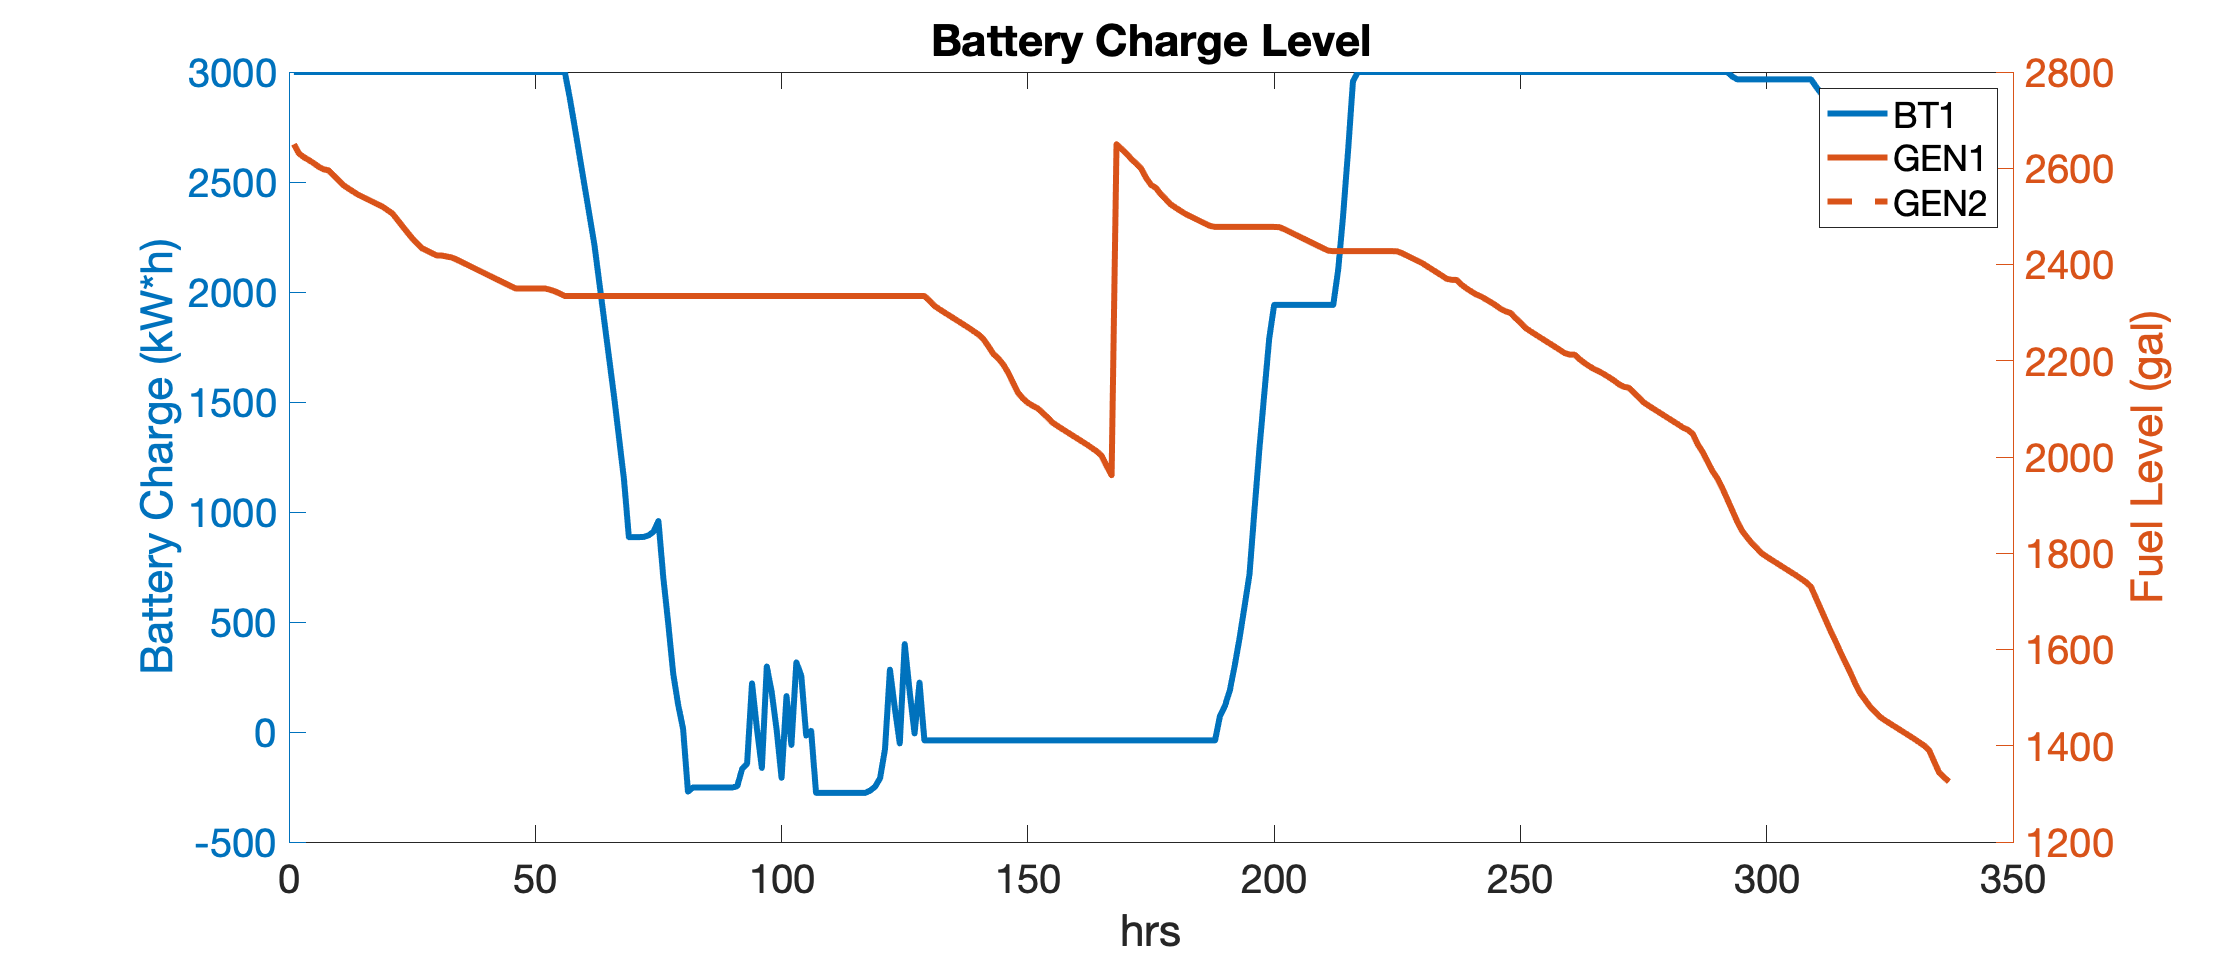 Battery Charge Level
3000
2500
2000
1500
1000
500
0
-500
Battery Charge (kW*h)
2800
2600
2400
2200
2000
1800
1600
1400
1200
Fuel Level (gal)
BT1
GEN1
GEN2
0 50 100 150 200 250 300 350
hrs